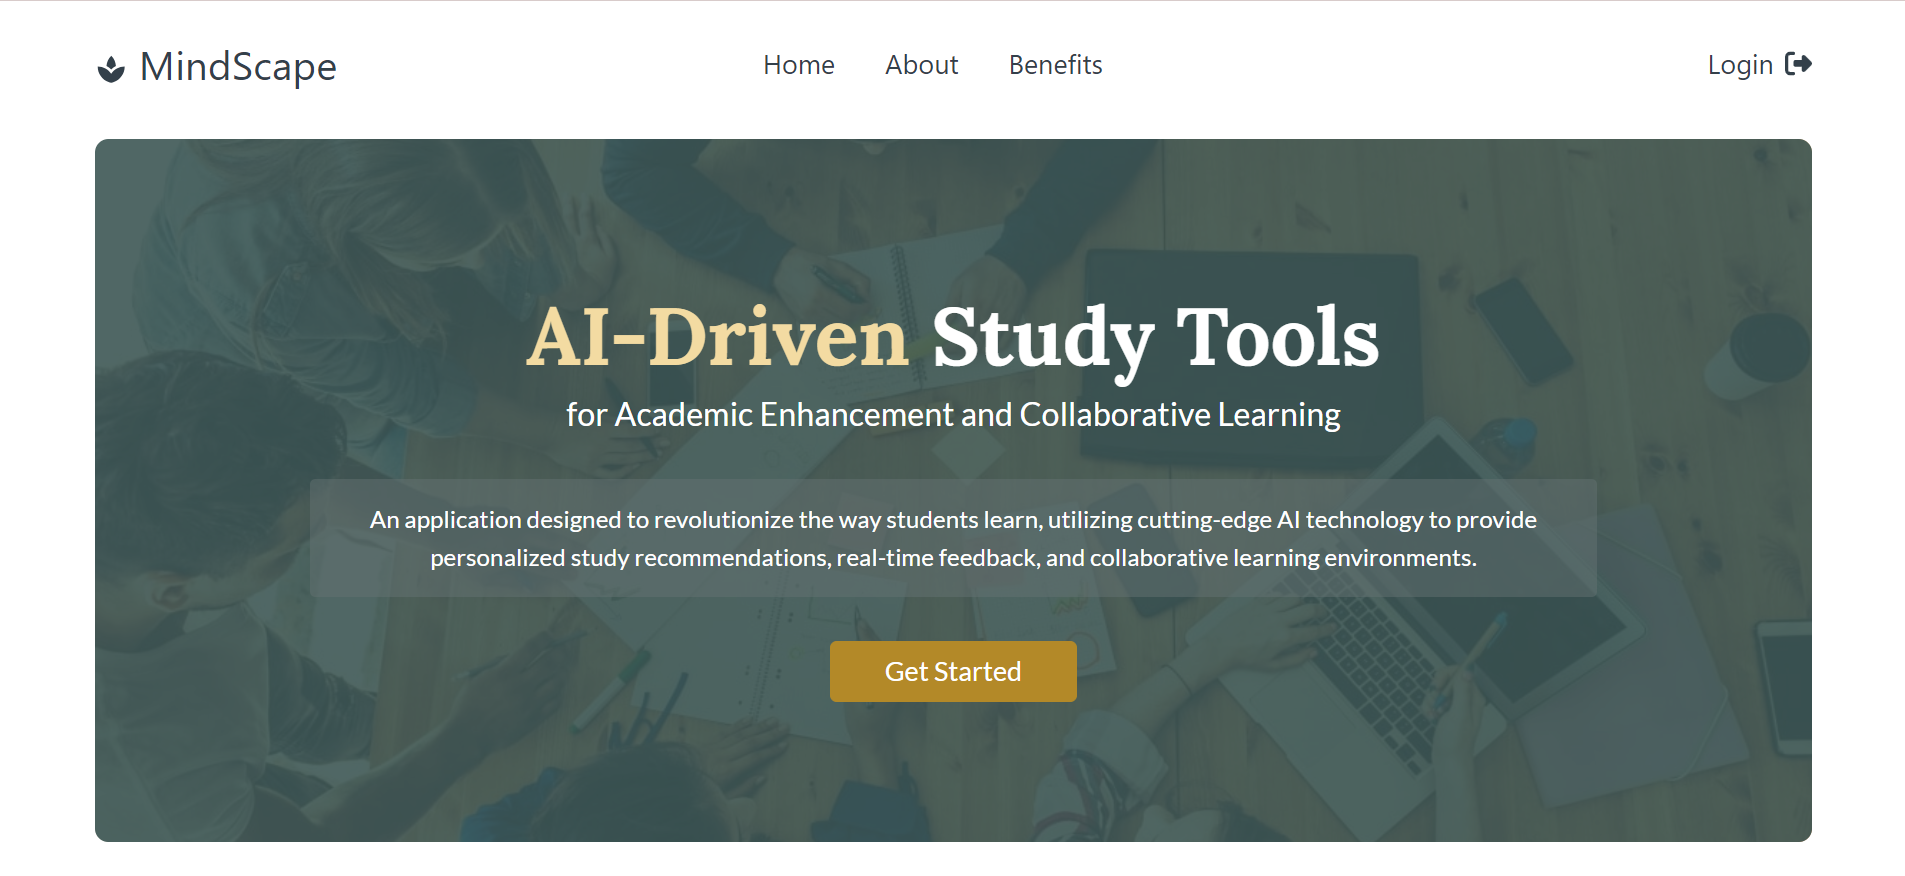 MindScape
Home About Benefits
Login
AI-Driven Study Tools
for Academic Enhancement and Collaborative Learning
An application designed to revolutionize the way students learn, utilizing cutting-edge AI technology to provide
personalized study recommendations, real-time feedback, and collaborative learning environments.
Get Started